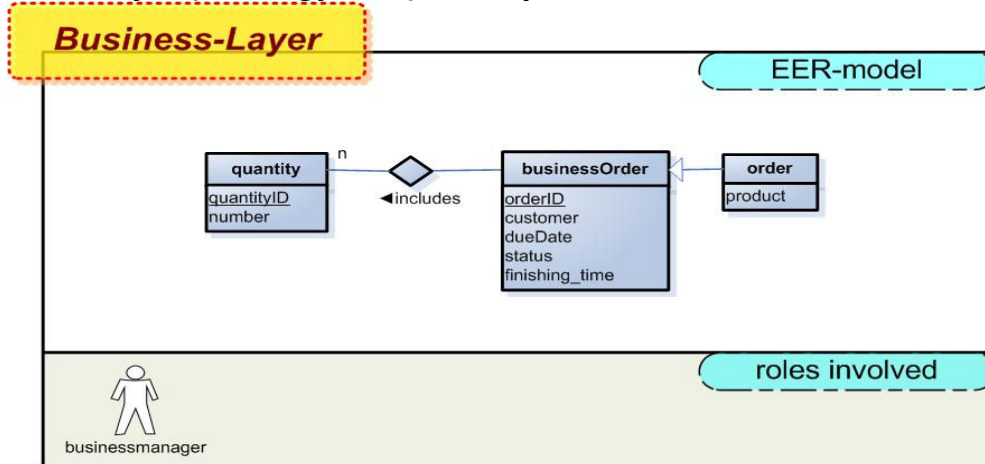 Business-Layer
EER-model
n
quantity
quantityID
number
◄includes
businessOrder
orderID
customer
dueDate
status
finishing_time
order
product
roles involved
businessmanager